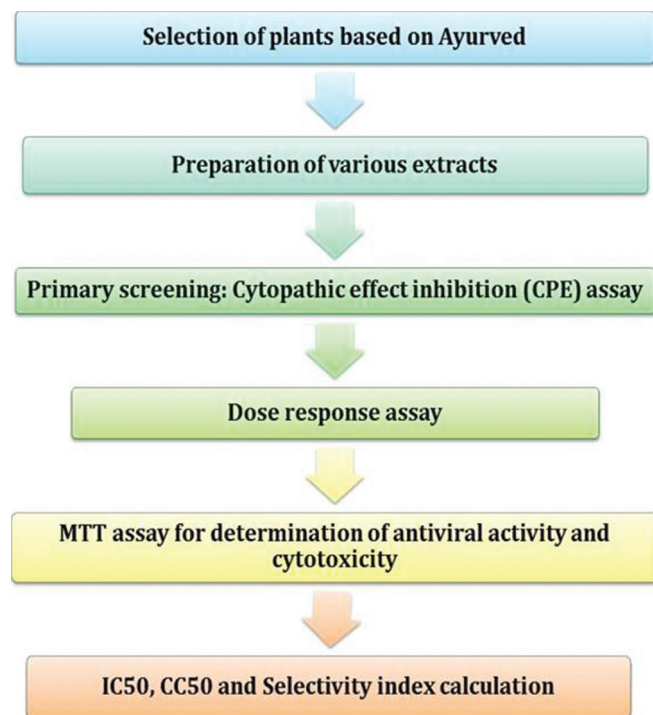 Selection of plants based on Ayurved
Preparation of various extracts
Primary screening: Cytopathic effect inhibition (CPE) assay
Dose response assay
MTT assay for determination of antiviral activity and
cytotoxicity
IC50, CC50 and Selectivity index calculation